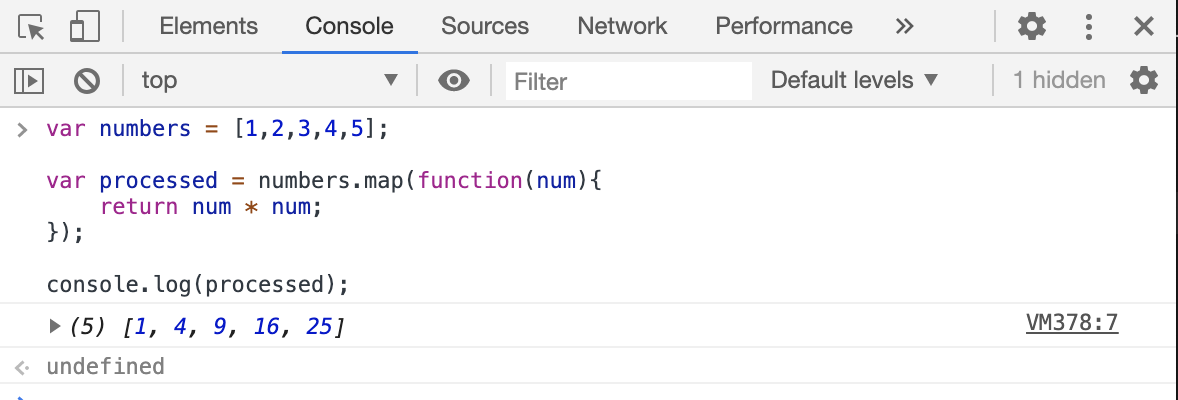 Elements Console Sources Network Performance »
top Filter Default levels ▼ 1 hidden
> var numbers = [1,2,3,4,5];
var processed = numbers.map(function(num){
return num * num;
});
console.log(processed);
(5) [1, 4, 9, 16, 25] VM378:7
undefined